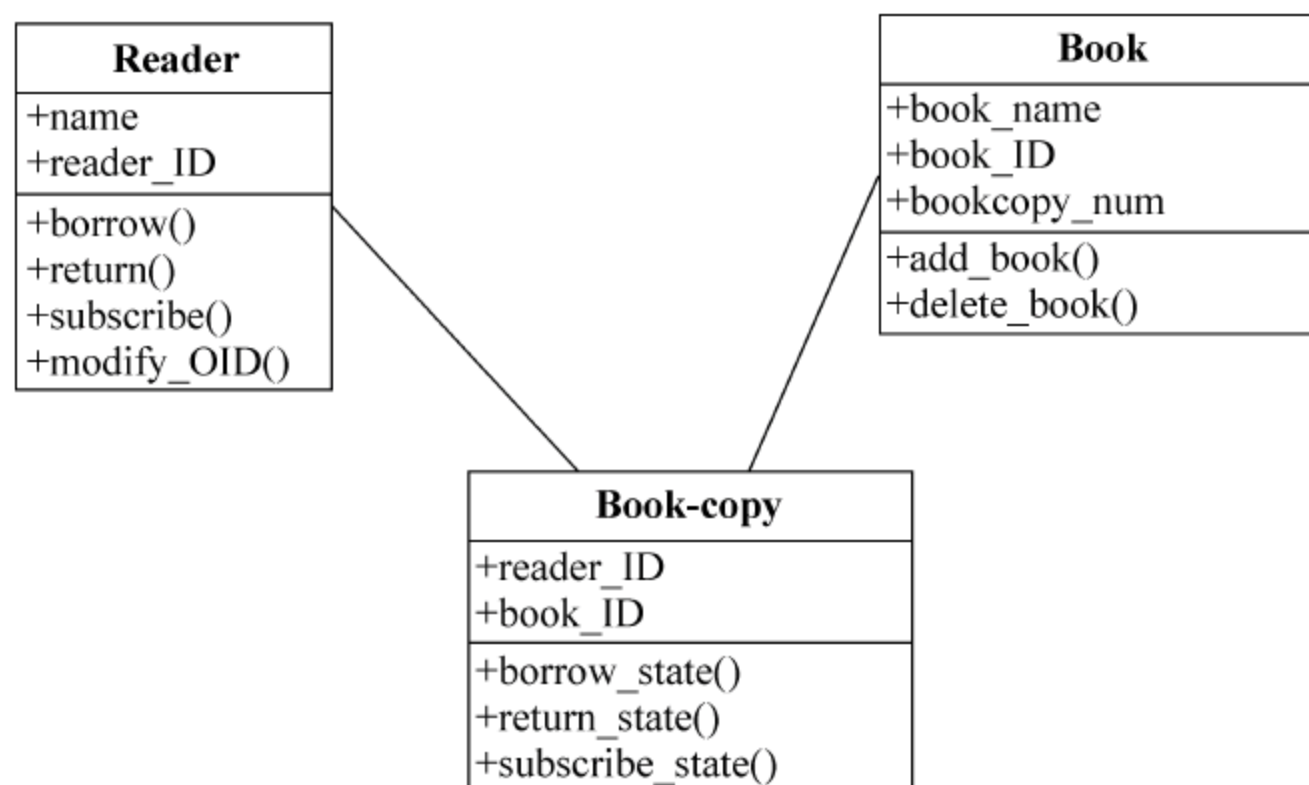 Reader
+name
+reader_ID
+borrow()
+return()
+subscribe()
+modify_OID()
Book
+book_name
+book_ID
+bookcopy_num
+add_book()
+delete_book()
Book-copy
+reader_ID
+book_ID
+borrow_state()
+return_state()
+subscribe_state()